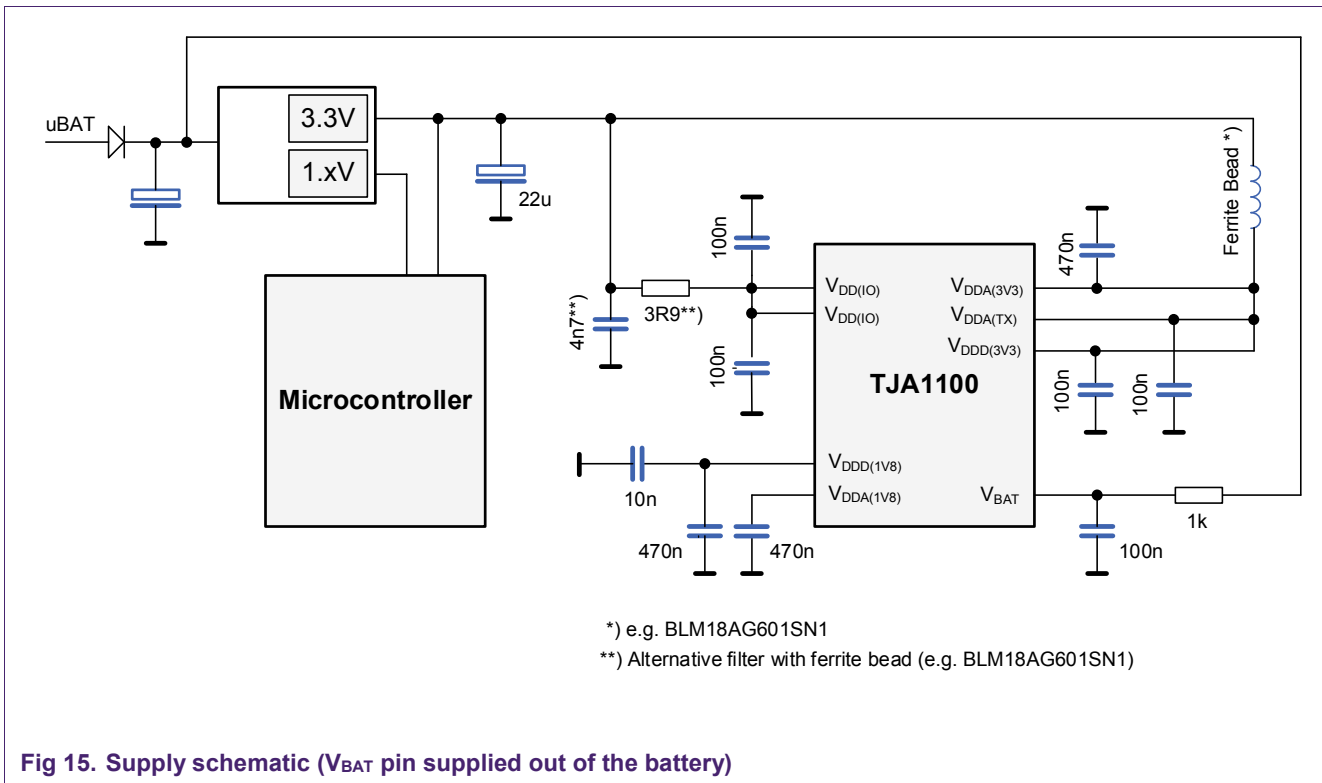 uBAT
3.3V
1.xV
22u
Microcontroller
4n7**)
3R9**)
100n
100n
10n
470n
470n
TJA1100
VDD(IO)
VDD(IO)
VDDD(1V8)
VDDA(1V8)
VDDA(3V3)
VDDA(TX)
VDDD(3V3)
VBAT
470n
Ferrite Bead *)
100n
100n
100n
1k
*) e.g. BLM18AG601SN1
**) Alternative filter with ferrite bead (e.g. BLM18AG601SN1)
Fig 15. Supply schematic (VBAT pin supplied out of the battery)